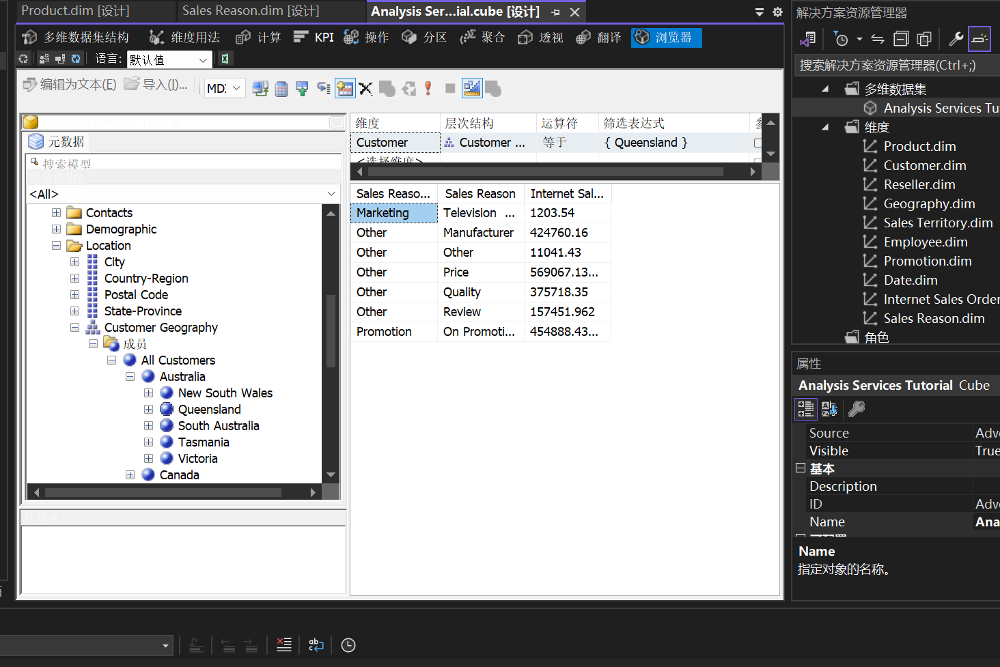 Product.dim [设计]
Sales Reason.dim [设计]
Analysis Ser...ial.cube [设计]
多维数据集结构
维度用法
计算
KPI
操作
分区
聚合
透视
翻译
浏览器
语言:
默认值
编辑为文本(E)
导入(I)...
MD
Analysis Services Tutorial
元数据
搜索模型
度量值组:
<All>
Contacts
Demographic
Location
City
Country-Region
Postal Code
State-Province
Customer Geography
成员
All Customers
Australia
New South Wales
Queensland
South Australia
Tasmania
Victoria
Canada
计算成员
维度 层次结构 运算符 筛选表达式
Customer Customer ... 等于 { Queensland }
<选择维度>
Sales Reaso... Sales Reason Internet Sal...
Marketing Television ... 1203.54
Other Manufacturer 424760.16
Other Other 11041.43
Other Price 569067.13...
Other Quality 375718.35
Other Review 157451.962
Promotion On Promoti... 454888.43...
解决方案资源管理器
搜索解决方案资源管理器(Ctrl+;)
多维数据集
Analysis Services Tu
维度
Product.dim
Customer.dim
Reseller.dim
Geography.dim
Sales Territory.dim
Employee.dim
Promotion.dim
Date.dim
Internet Sales Order
Sales Reason.dim
角色
属性
Analysis Services Tutorial Cube
Source Adv
Visible True
基本
Description
ID Adv
Name Ana
Name
指定对象的名称。